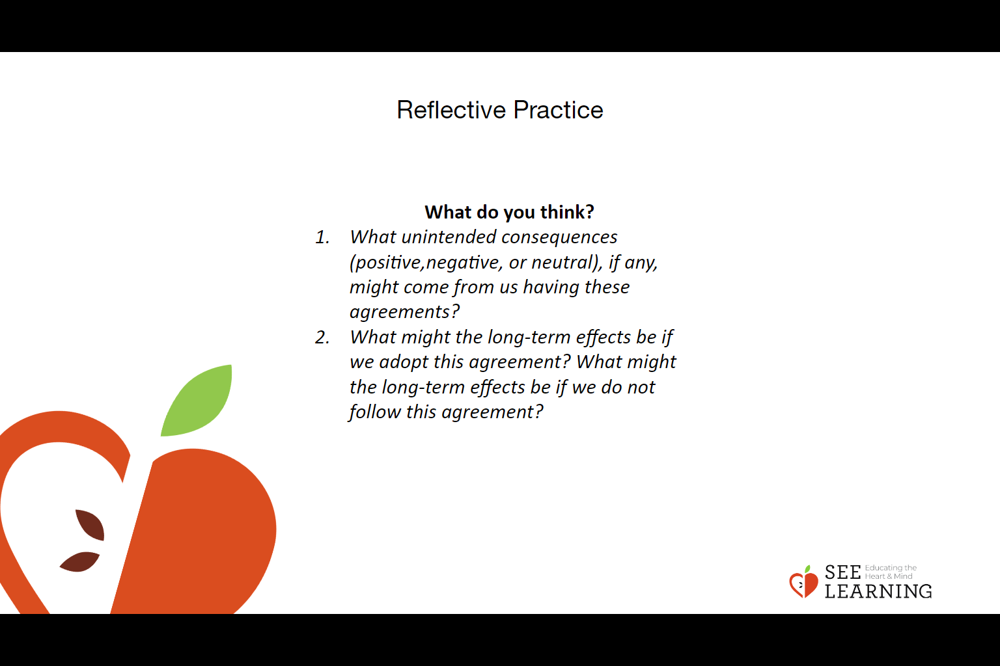 Reflective Practice
What do you think?
1. What unintended consequences
(positive,negative, or neutral), if any,
might come from us having these
agreements?
2. What might the long-term effects be if
we adopt this agreement? What might
the long-term effects be if we do not
follow this agreement?
SEE Educating the
Heart & Mind
LEARNING